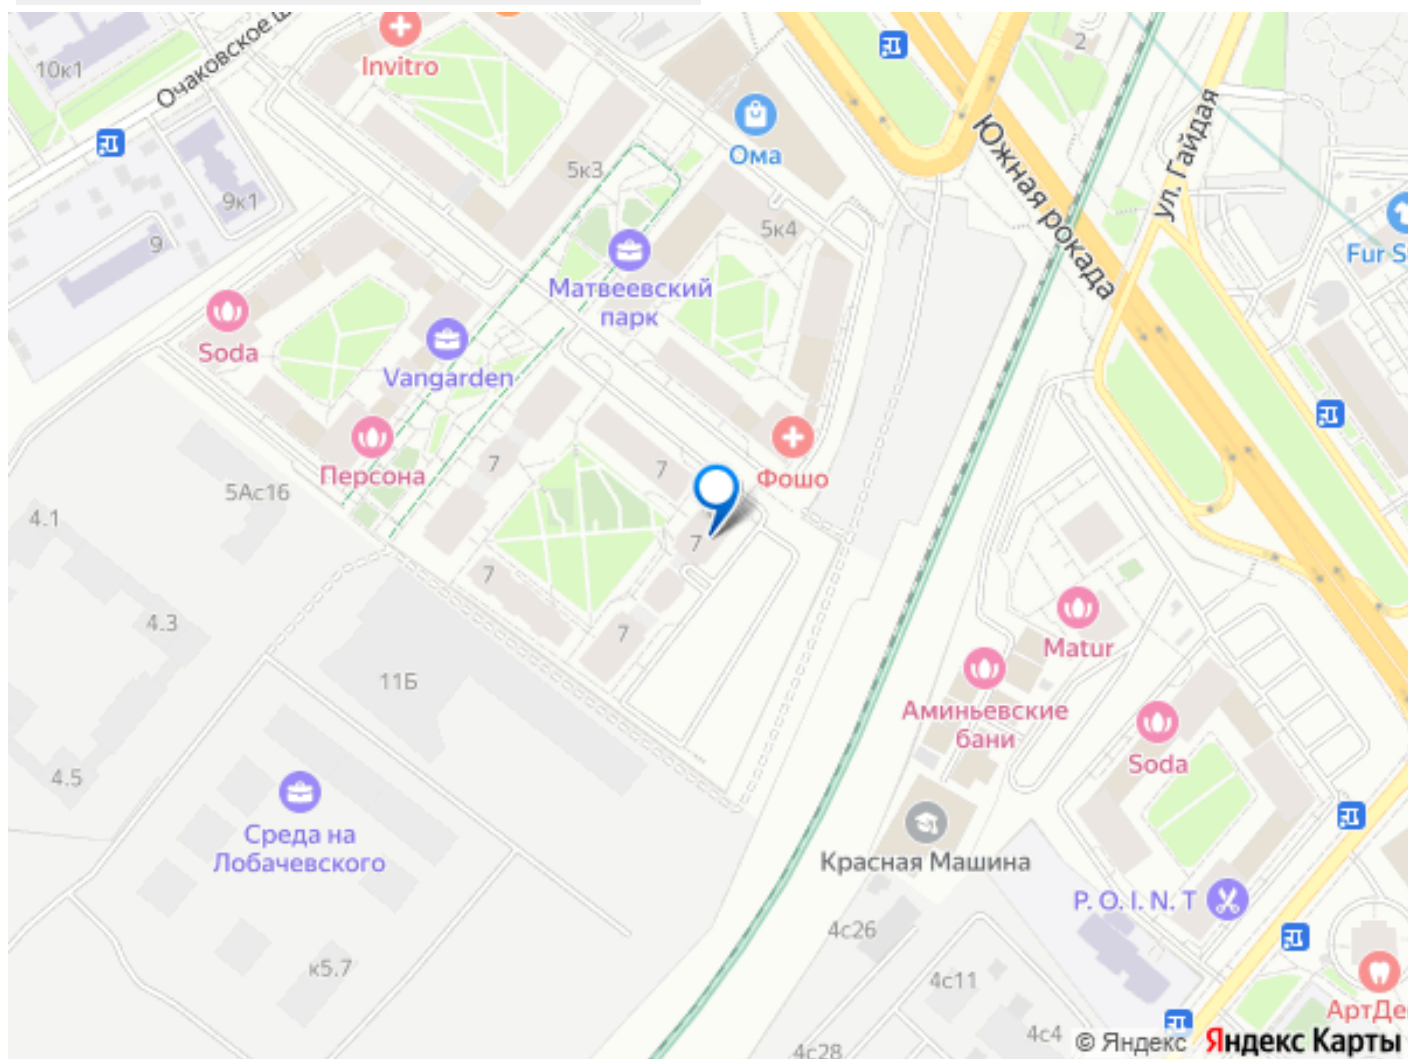 Очаковское ш
10к1
Invitro
2
Южная рокада
ул. Гайдая
Ома
5к3
9к1
9
5к4
Fur S
Матвеевский
парк
Soda
Vangarden
Персона
7
7
Фошо
5Ас16
4.1
7
7
4.3
7
11Б
Matur
Аминьевские
бани
Soda
4.5
Среда на
Лобачевского
Красная Машина
P. O. I. N. T
4с26
к5.7
4с11
АртДе
4с4
4с28
© Яндекс Яндекс Карты